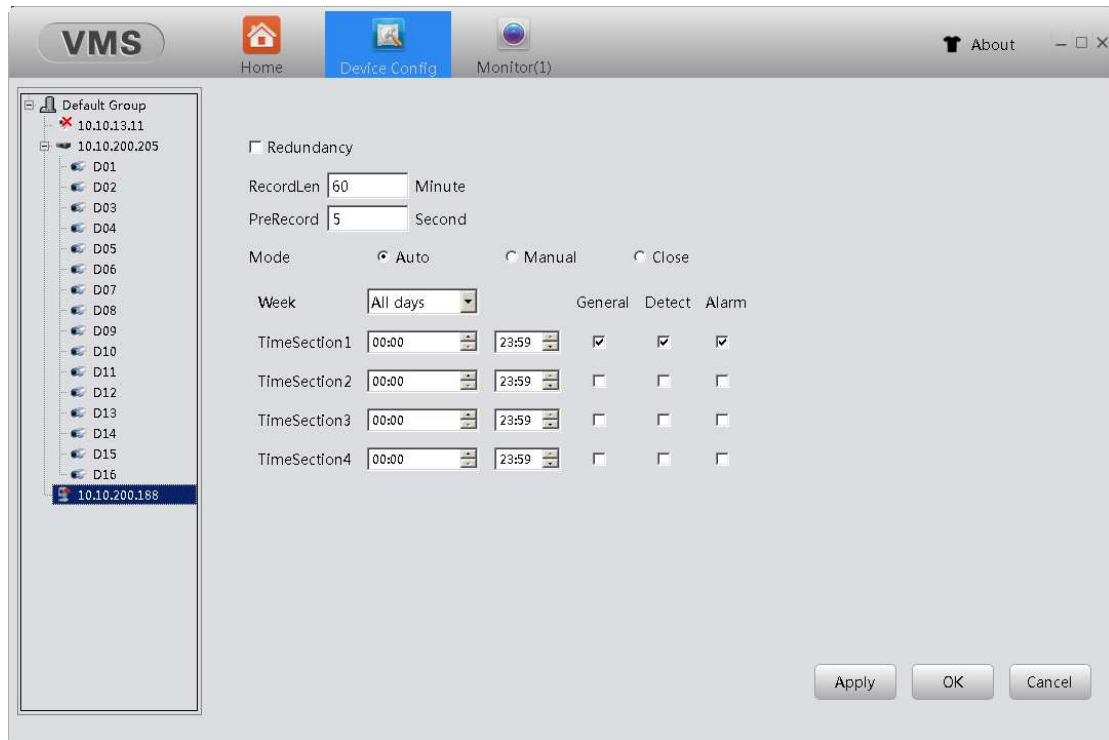 VMS
Home
Device Config
Monitor(1)
About
Default Group
10.10.13.11
10.10.200.205
D01
D02
D03
D04
D05
D06
D07
D08
D09
D10
D11
D12
D13
D14
D15
D16
10.10.200.188
Redundancy
RecordLen 60 Minute
PreRecord 5 Second
Mode Auto Manual Close
Week All days General Detect Alarm
TimeSection1 00:00 23:59
TimeSection2 00:00 23:59
TimeSection3 00:00 23:59
TimeSection4 00:00 23:59
Apply OK Cancel